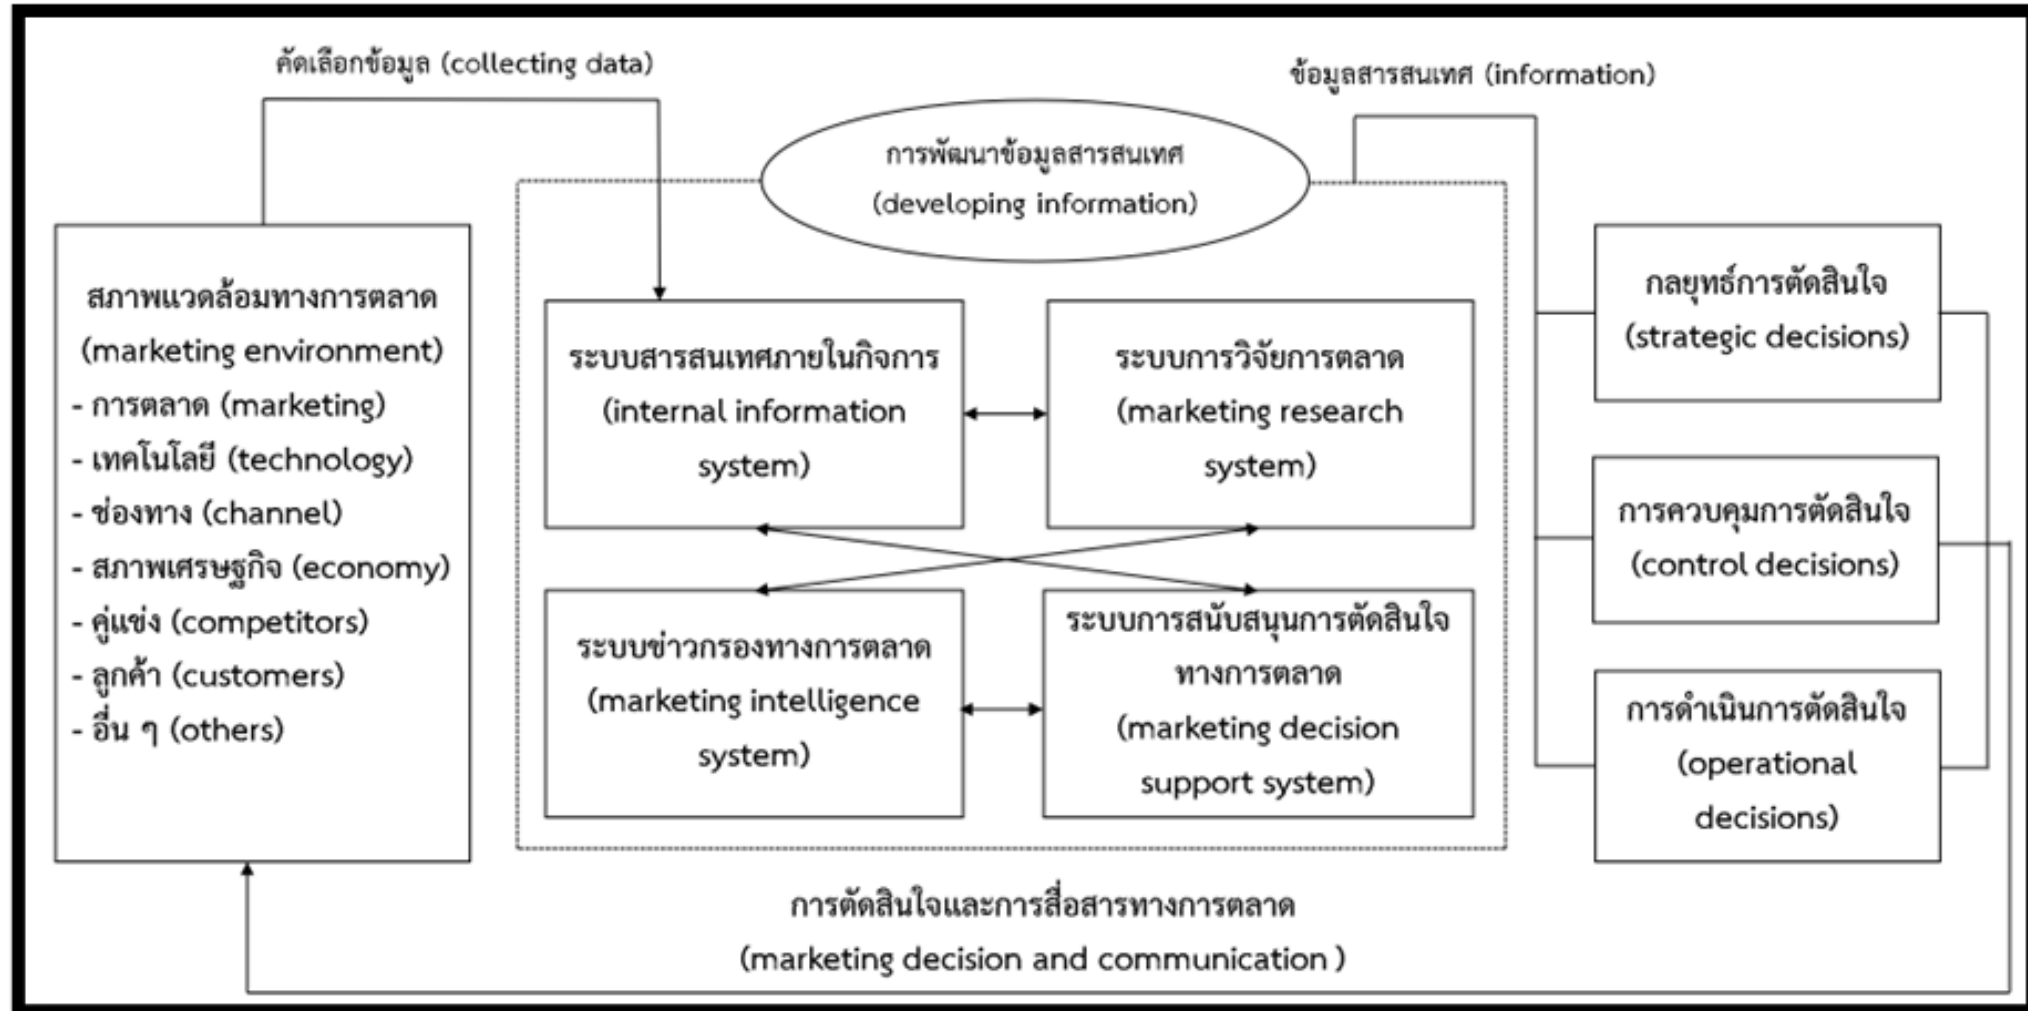 คัดเลือกข้อมูล (collecting data)
ข้อมูลสารสนเทศ (information)
การพัฒนาข้อมูลสารสนเทศ
(developing information)
สภาพแวดล้อมทางการตลาด
(marketing environment)
- การตลาด (marketing)
- เทคโนโลยี (technology)
- ช่องทาง (channel)
- สภาพเศรษฐกิจ (economy)
- คู่แข่ง (competitors)
- ลูกค้า (customers)
- อื่น ๆ (others)
ระบบสารสนเทศภายในกิจการ
(internal information
system)
ระบบการวิจัยการตลาด
(marketing research
system)
ระบบข่าวกรองทางการตลาด
(marketing intelligence
system)
ระบบการสนับสนุนการตัดสินใจ
ทางการตลาด
(marketing decision
support system)
กลยุทธ์การตัดสินใจ
(strategic decisions)
การควบคุมการตัดสินใจ
(control decisions)
การดำเนินการตัดสินใจ
(operational
decisions)
การตัดสินใจและการสื่อสารทางการตลาด
(marketing decision and communication )